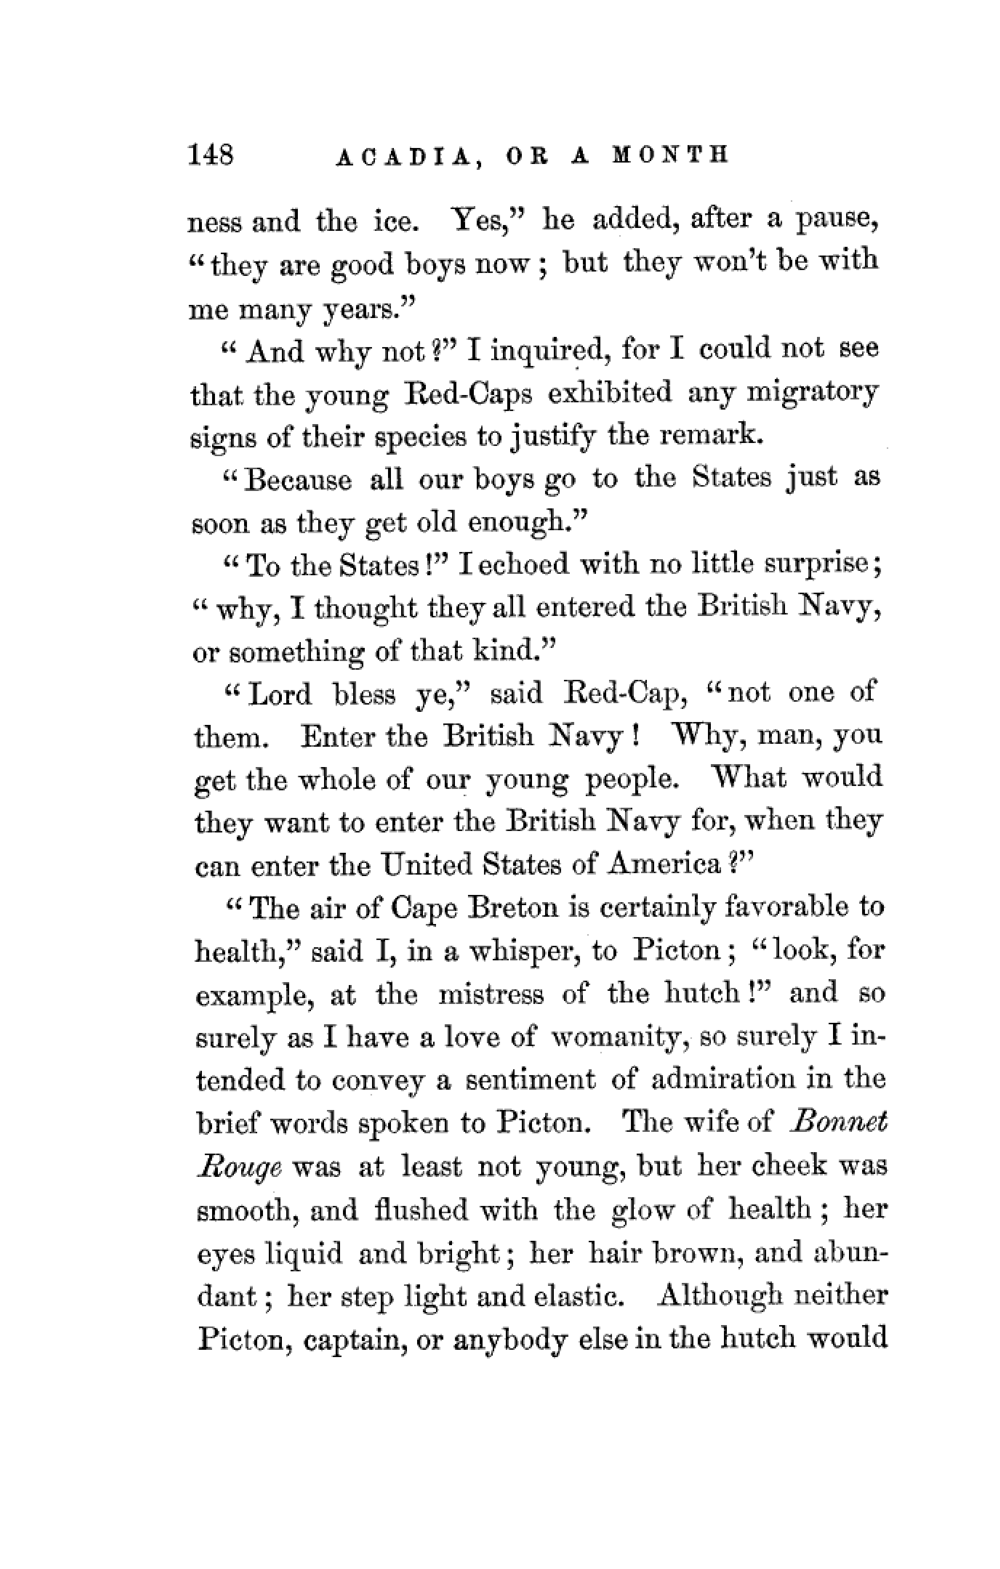 148 ACADIA, OR A MONTH
ness and the ice. Yes,” he added, after a pause,
“they are good boys now; but they won't be with
me many years.”
“And why not?” I inquired, for I could not see
that the young Red-Caps exhibited any migratory
signs of their species to justify the remark.
“Because all our boys go to the States just as
soon as they get old enough.”
“To the States!” I echoed with no little surprise;
“why, I thought they all entered the British Navy,
or something of that kind.”
“Lord bless ye,” said Red-Cap, “not one of
them. Enter the British Navy! Why, man, you
get the whole of our young people. What would
they want to enter the British Navy for, when they
can enter the United States of America?”
“The air of Cape Breton is certainly favorable to
health,” said I, in a whisper, to Picton; “look, for
example, at the mistress of the hutch!” and so
surely as I have a love of womanity, so surely I in-
tended to convey a sentiment of admiration in the
brief words spoken to Picton. The wife of Bonnet
Rouge was at least not young, but her cheek was
smooth, and flushed with the glow of health; her
eyes liquid and bright; her hair brown, and abun-
dant; her step light and elastic. Although neither
Picton, captain, or anybody else in the hutch would